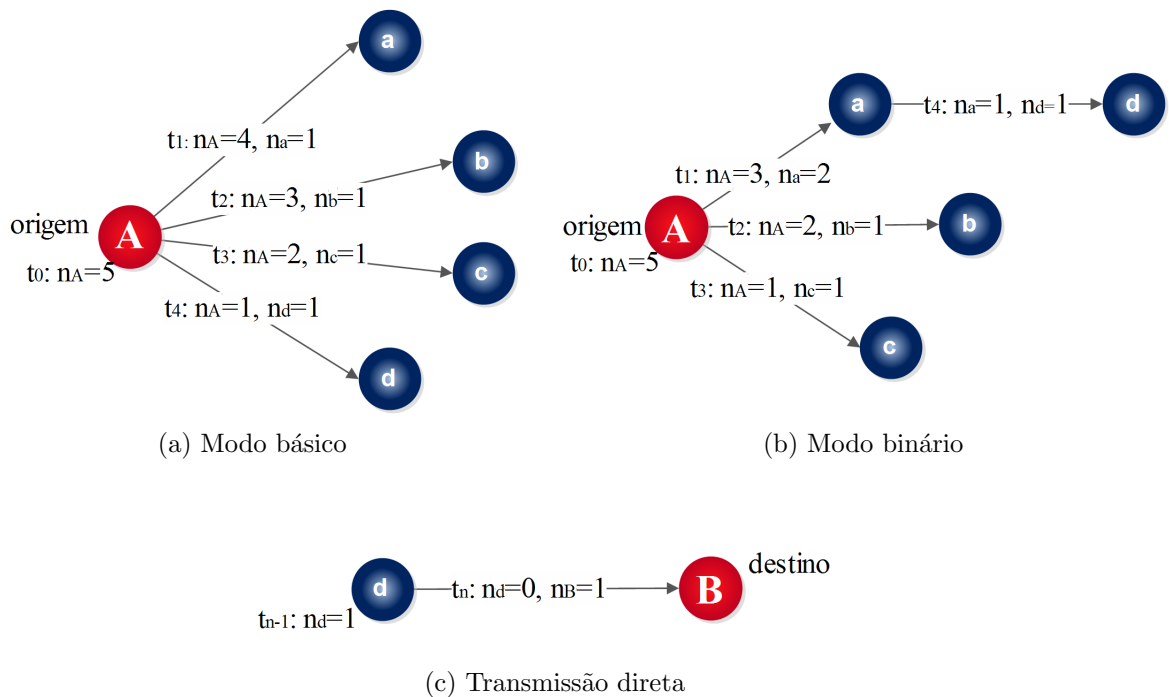 a
t1: nA=4, na=1
b
t2: nA=3, nb=1
origem
A
t3: nA=2, nc=1
c
t0: nA=5
t4: nA=1, nd=1
d
(a) Modo básico
a
t4: na=1, nd=1
d
t1: nA=3, na=2
origem
A
t2: nA=2, nb=1
b
t0: nA=5
t3: nA=1, nc=1
c
(b) Modo binário
d
tn: nd=0, nB=1
B
destino
tn-1: nd=1
(c) Transmissão direta